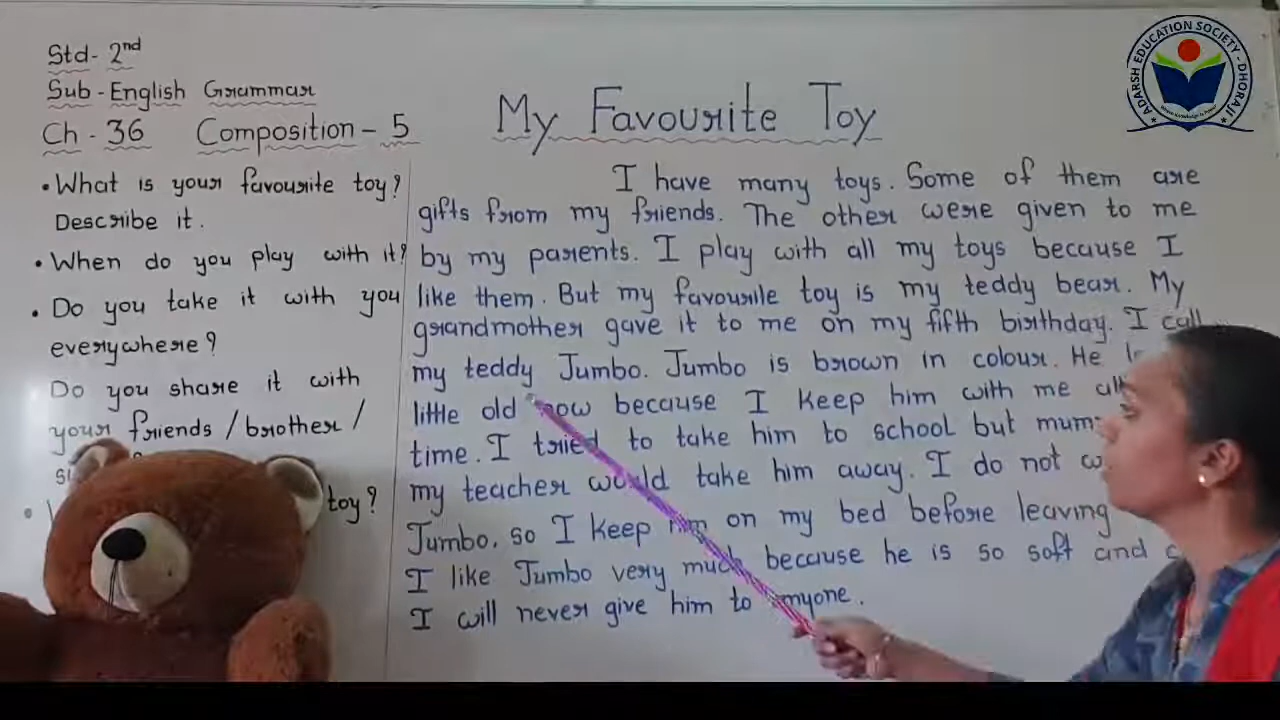 Std- 2nd
Sub - English Grammar
Ch - 36 Composition - 5
• What is your favourite toy?
Describe it.
• When do you play with it?
• Do you take it with you
everywhere?
Do you share it with
your friends / brother /
toy?
My Favourite Toy
I have many toys. Some of them are
gifts from my friends. The other were given to me
by my parents. I play with all my toys because I
like them. But my favourite toy is my teddy bear. My
grandmother gave it to me on my fifth birthday. I call
my teddy Jumbo. Jumbo is brown in colour. He
little old now because I keep him with me all
time. I tried to take him to school but
my teacher would take him away. I do not
Jumbo, so I keep him on my bed before leaving
I like Jumbo very much because he is so soft and
I will never give him to anyone.
ADARSH EDUCATION SOCIETY - DHORAJI